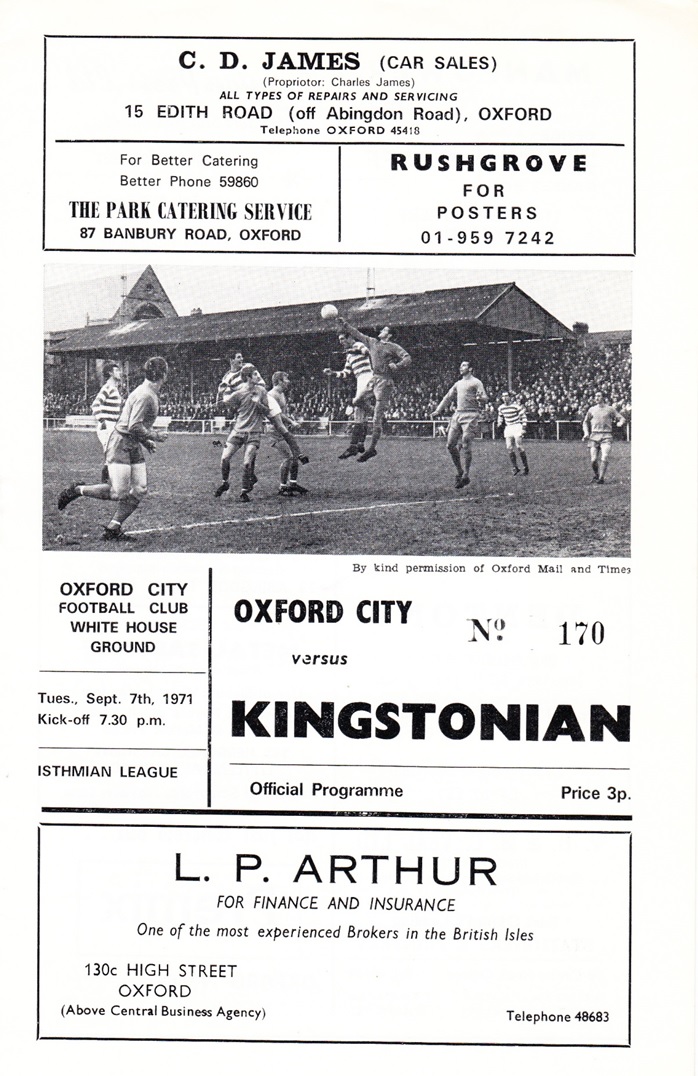 C. D. JAMES (CAR SALES)
(Propriotor: Charles James)
ALL TYPES OF REPAIRS AND SERVICING
15 EDITH ROAD (off Abingdon Road), OXFORD
Telephone OXFORD 45418
For Better Catering
Better Phone 59860
THE PARK CATERING SERVICE
87 BANBURY ROAD, OXFORD
RUSHGROVE
FOR
POSTERS
01-959 7242
By kind permission of Oxford Mail and Times
OXFORD CITY
FOOTBALL CLUB
WHITE HOUSE
GROUND
Tues., Sept. 7th, 1971
Kick-off 7.30 p.m.
ISTHMIAN LEAGUE
OXFORD CITY
versus
KINGSTONIAN
Nº 170
Official Programme
Price 3p.
L. P. ARTHUR
FOR FINANCE AND INSURANCE
One of the most experienced Brokers in the British Isles
130c HIGH STREET
OXFORD
(Above Central Business Agency)
Telephone 48683